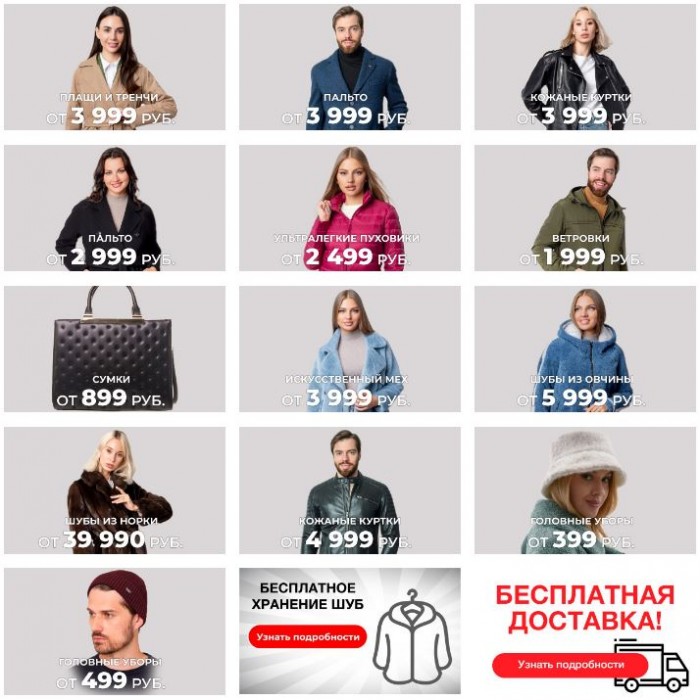 ПЛАЩИ И ТРЕНЧИ
ОТ 3 999 РУБ.
ПАЛЬТО
ОТ 3 999 РУБ.
КОЖАНЫЕ КУРТКИ
ОТ 3 999 РУБ.
ПАЛЬТО
ОТ 2 999 РУБ.
УЛЬТРАЛЕГКИЕ ПУХОВИКИ
ОТ 2 499 РУБ.
ВЕТРОВКИ
ОТ 1 999 РУБ.
СУМКИ
ОТ 899 РУБ.
ИСКУССТВЕННЫЙ МЕХ
ОТ 3 999 РУБ.
ШУБЫ ИЗ ОВЧИНЫ
ОТ 5 999 РУБ.
ШУБЫ ИЗ НОРКИ
ОТ 39 990 РУБ.
КОЖАНЫЕ КУРТКИ
ОТ 4 999 РУБ.
ГОЛОВНЫЕ УБОРЫ
ОТ 399 РУБ.
ГОЛОВНЫЕ УБОРЫ
ОТ 499 РУБ.
БЕСПЛАТНОЕ
ХРАНЕНИЕ ШУБ
Узнать подробности
БЕСПЛАТНАЯ
ДОСТАВКА!
Узнать подробности